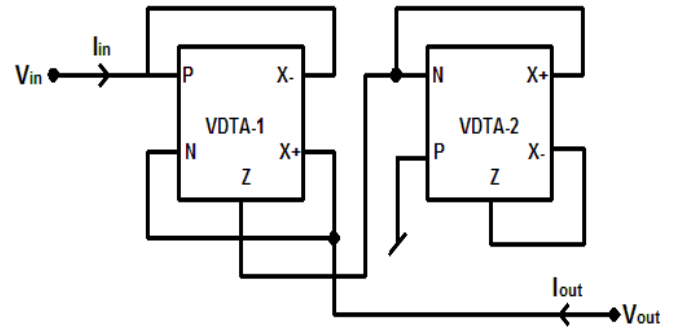 Iin
Vin
P
X-
VDTA-1
N
X+
Z
N
X+
VDTA-2
P
X-
Z
Iout
Vout